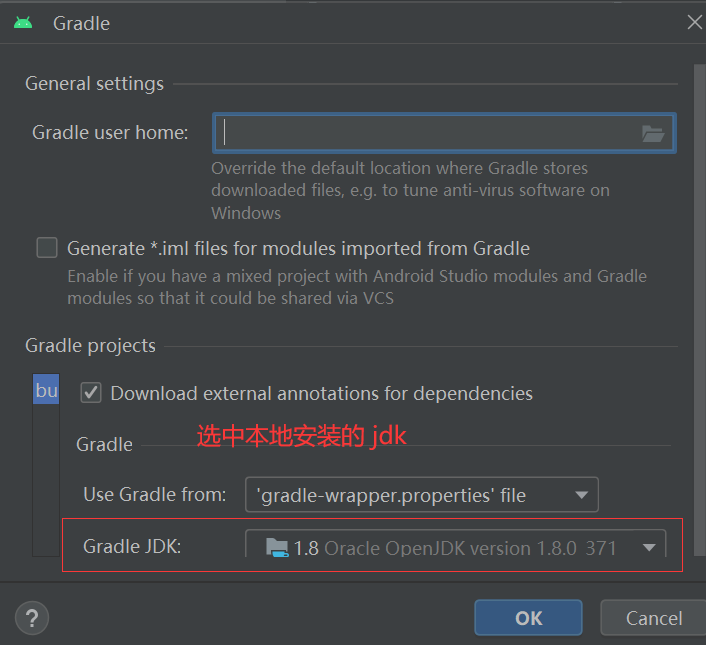 Gradle
General settings
Gradle user home:
Override the default location where Gradle stores
downloaded files, e.g. to tune anti-virus software on
Windows
Generate *.iml files for modules imported from Gradle
Enable if you have a mixed project with Android Studio modules and Gradle
modules so that it could be shared via VCS
Gradle projects
bu
Download external annotations for dependencies
选中本地安装的 jdk
Gradle
Use Gradle from:
'gradle-wrapper.properties' file
Gradle JDK:
1.8 Oracle OpenJDK version 1.8.0 371
?
OK
Cancel